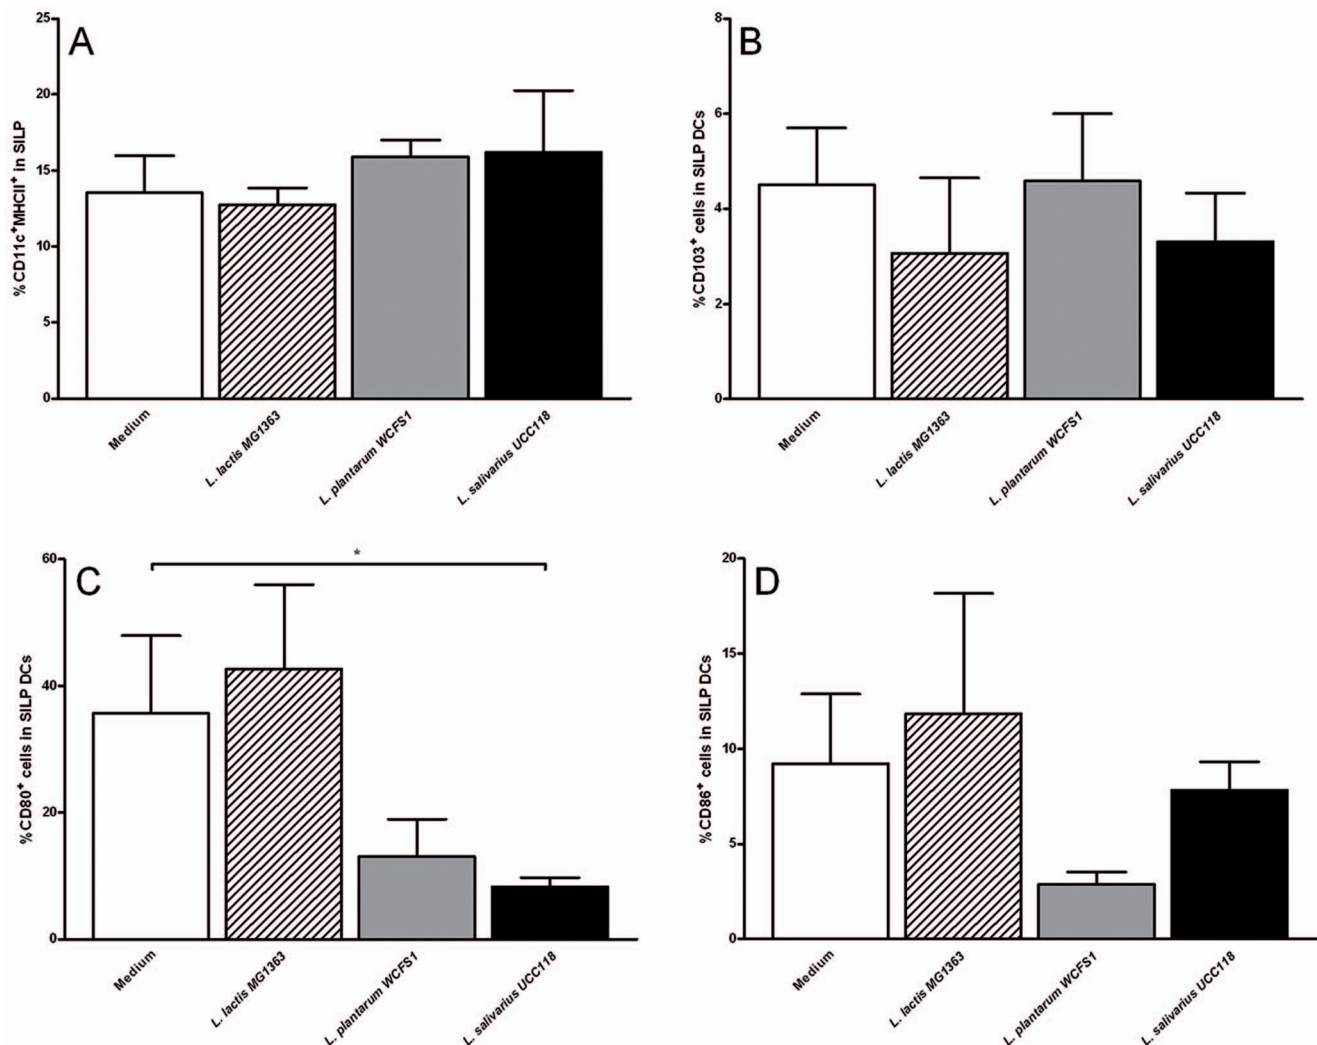 A
% CD11c⁺MHCII⁺ in SILP
25
20
15
10
5
0
Medium
L. lactis MG1363
L. plantarum WCFS1
L. salivarius UCC118
B
%CD103⁺ cells in SILP DCs
8
6
4
2
0
Medium
L. lactis MG1363
L. plantarum WCFS1
L. salivarius UCC118
C
*
%CD80⁺ cells in SILP DCs
60
40
20
0
Medium
L. lactis MG1363
L. plantarum WCFS1
L. salivarius UCC118
D
%CD86⁺ cells in SILP DCs
20
15
10
5
0
Medium
L. lactis MG1363
L. plantarum WCFS1
L. salivarius UCC118